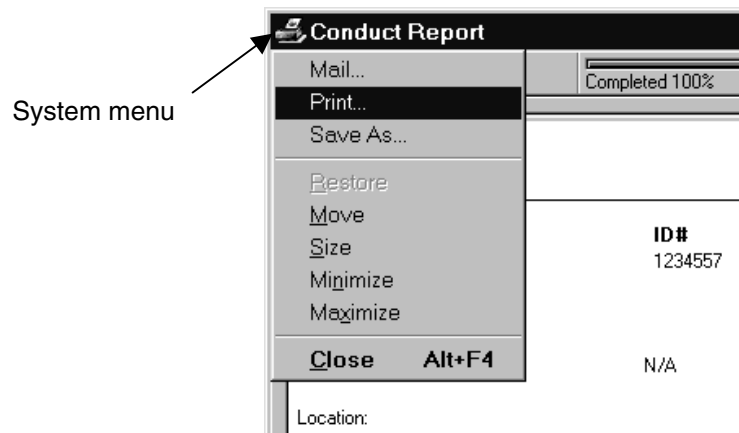 Conduct Report
Mail...
Completed 100%
System menu
Print...
Save As...
Restore
Move
Size
Minimize
Maximize
Close Alt+F4
ID#
1234557
N/A
Location: